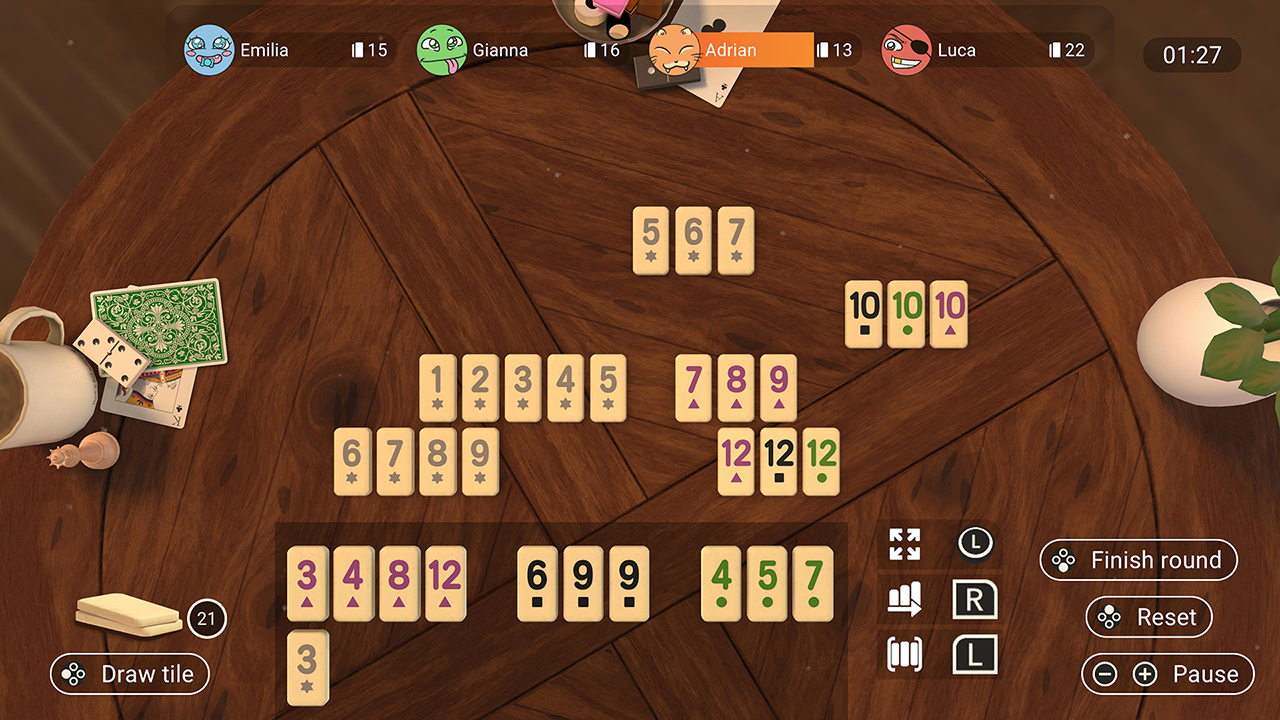 Emilia 15 Gianna 16 Adrian 13 Luca 22 01:27
A
5 6 7
10 10 10
1 2 3 4 5 7 8 9
6 7 8 9 12 12 12
K
3 4 8 12 6 9 9 4 5 7
3
L
R
L
21
Draw tile
Finish round
Reset
Pause